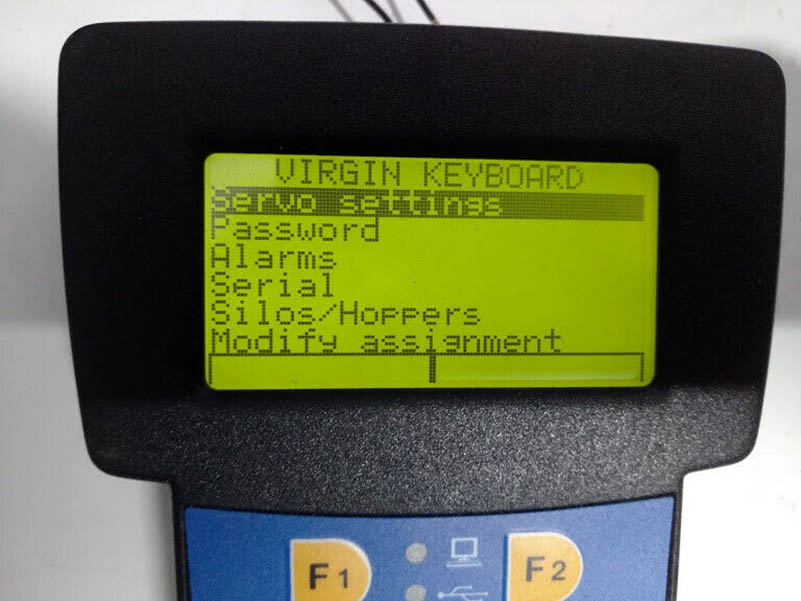 VIRGIN KEYBOARD
Servo settings
Password
Alarms
Serial
Silos/Hoppers
Modify assignment
F1
F2